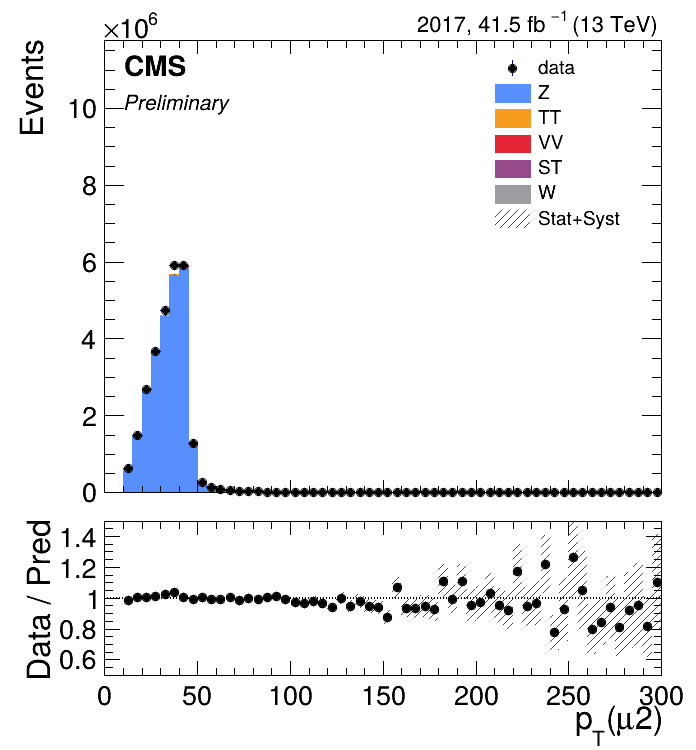 ×10⁶
2017, 41.5 fb⁻¹ (13 TeV)
CMS
Preliminary
Events
data
Z
TT
VV
ST
W
Stat+Syst
10
8
6
4
2
0
Data / Pred
1.4
1.2
1
0.8
0.6
0 50 100 150 200 250 300
p_T(μ2)